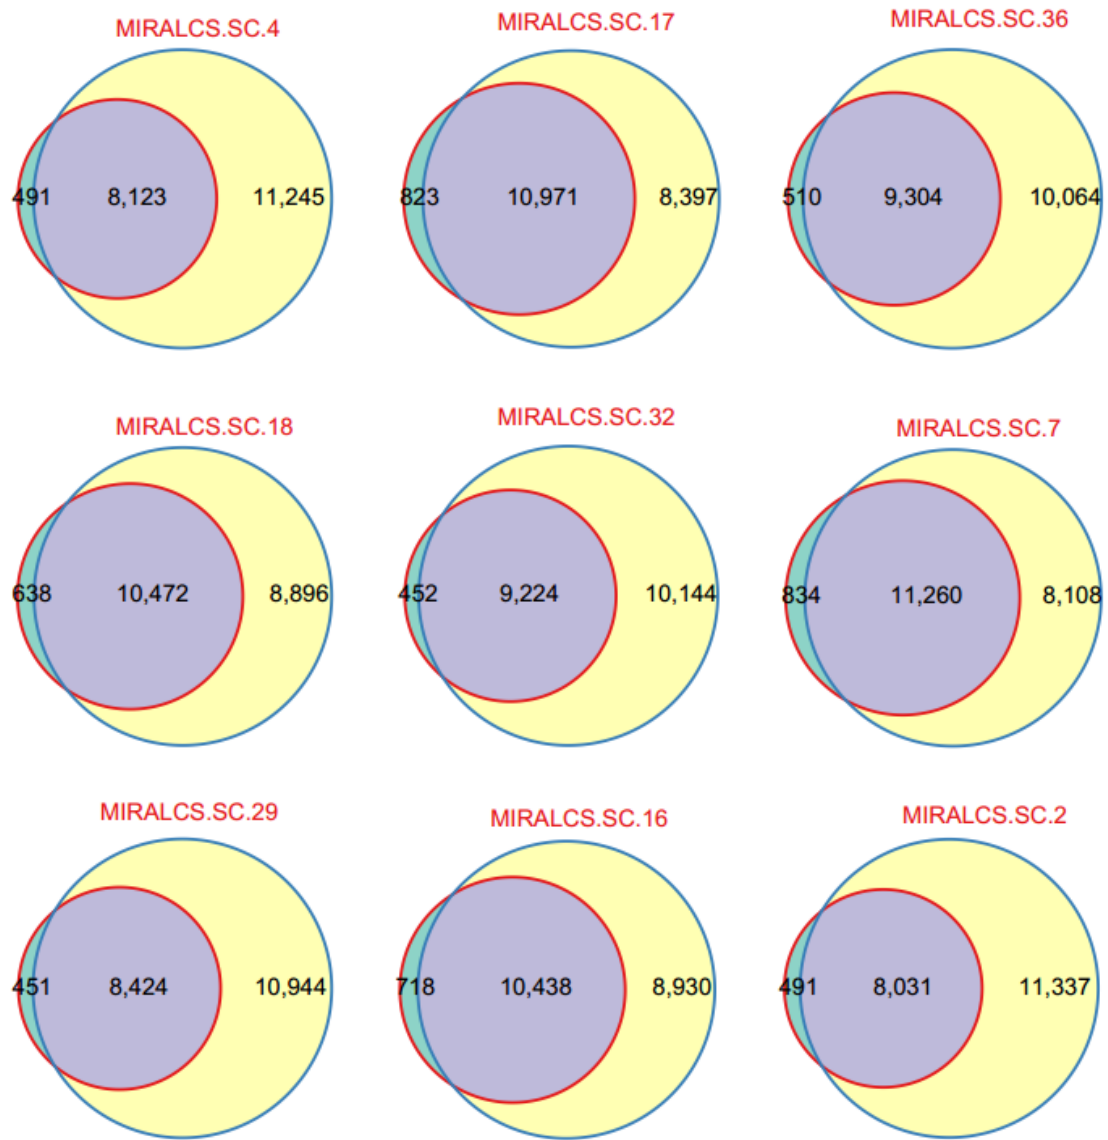 MIRALCS.SC.4
491 8,123 11,245
MIRALCS.SC.17
823 10,971 8,397
MIRALCS.SC.36
510 9,304 10,064
MIRALCS.SC.18
638 10,472 8,896
MIRALCS.SC.32
452 9,224 10,144
MIRALCS.SC.7
834 11,260 8,108
MIRALCS.SC.29
451 8,424 10,944
MIRALCS.SC.16
718 10,438 8,930
MIRALCS.SC.2
491 8,031 11,337